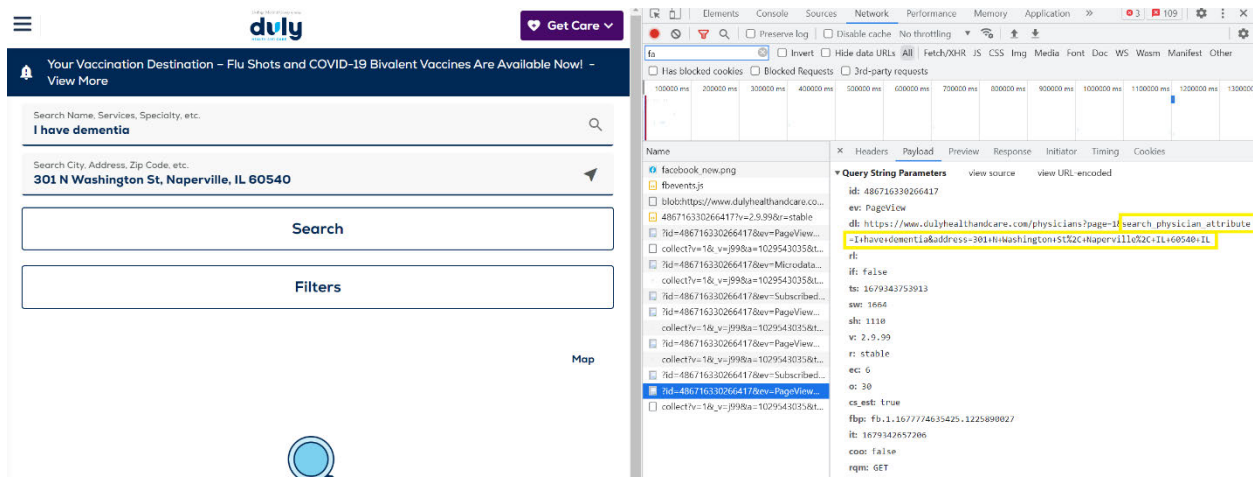 duly
Get Care
Your Vaccination Destination – Flu Shots and COVID-19 Bivalent Vaccines Are Available Now! -
View More
Search Name, Services, Specialty, etc.
I have dementia
Search City, Address, Zip Code, etc.
301 N Washington St, Naperville, IL 60540
Search
Filters
Map
Elements Console Sources Network Performance Memory Application » 3 109
Preserve log Disable cache No throttling
fa Invert Hide data URLs All Fetch/XHR JS CSS Img Media Font Doc WS Wasm Manifest Other
Has blocked cookies Blocked Requests 3rd-party requests
100000 ms 200000 ms 300000 ms 400000 ms 500000 ms 600000 ms 700000 ms 800000 ms 900000 ms 1000000 ms 1100000 ms 1200000 ms 1300000
Name
facebook_new.png
fbevents.js
blob:https://www.dulyhealthandcare.co...
486716330266417?v=2.9.99&r=stable
?id=486716330266417&ev=PageView...
collect?v=1&_v=j99&a=1029543035&t...
?id=486716330266417&ev=Microdata...
collect?v=1&_v=j99&a=1029543035&t...
?id=486716330266417&ev=Subscribed...
?id=486716330266417&ev=PageView...
collect?v=1&_v=j99&a=1029543035&t...
?id=486716330266417&ev=PageView...
collect?v=1&_v=j99&a=1029543035&t...
?id=486716330266417&ev=Subscribed...
?id=486716330266417&ev=PageView...
collect?v=1&_v=j99&a=1029543035&t...
× Headers Payload Preview Response Initiator Timing Cookies
▼ Query String Parameters view source view URL-encoded
id: 486716330266417
ev: PageView
dl: https://www.dulyhealthandcare.com/physicians?page=1&search_physician_attribute
=I+have+dementia&address=301+N+Washington+St%2C+Naperville%2C+IL+60540+IL
rl:
if: false
ts: 1679343753913
sw: 1664
sh: 1110
v: 2.9.99
r: stable
ec: 6
o: 30
cs_est: true
fbp: fb.1.1677774635425.1225890027
it: 1679342657206
coo: false
rqm: GET